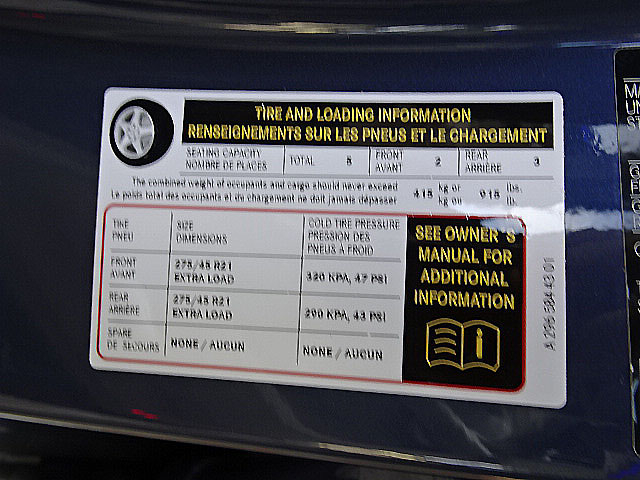 TIRE AND LOADING INFORMATION
RENSEIGNEMENTS SUR LES PNEUS ET LE CHARGEMENT
SEATING CAPACITY
NOMBRE DE PLACES
TOTAL 5
FRONT
AVANT
2
REAR
ARRIÈRE
3
The combined weight of occupants and cargo should never exceed
Le poids total des occupants et du chargement ne doit jamais dépasser
415 kg or
kg ou
915 lbs.
lb.
TIRE
PNEU
SIZE
DIMENSIONS
COLD TIRE PRESSURE
PRESSION DES
PNEUS À FROID
FRONT
AVANT
275/45 R21
EXTRA LOAD
320 KPA, 47 PSI
REAR
ARRIÈRE
275/45 R21
EXTRA LOAD
290 KPA, 43 PSI
SPARE
DE SECOURS
NONE / AUCUN
NONE / AUCUN
SEE OWNER'S
MANUAL FOR
ADDITIONAL
INFORMATION
A 296 584 43 01